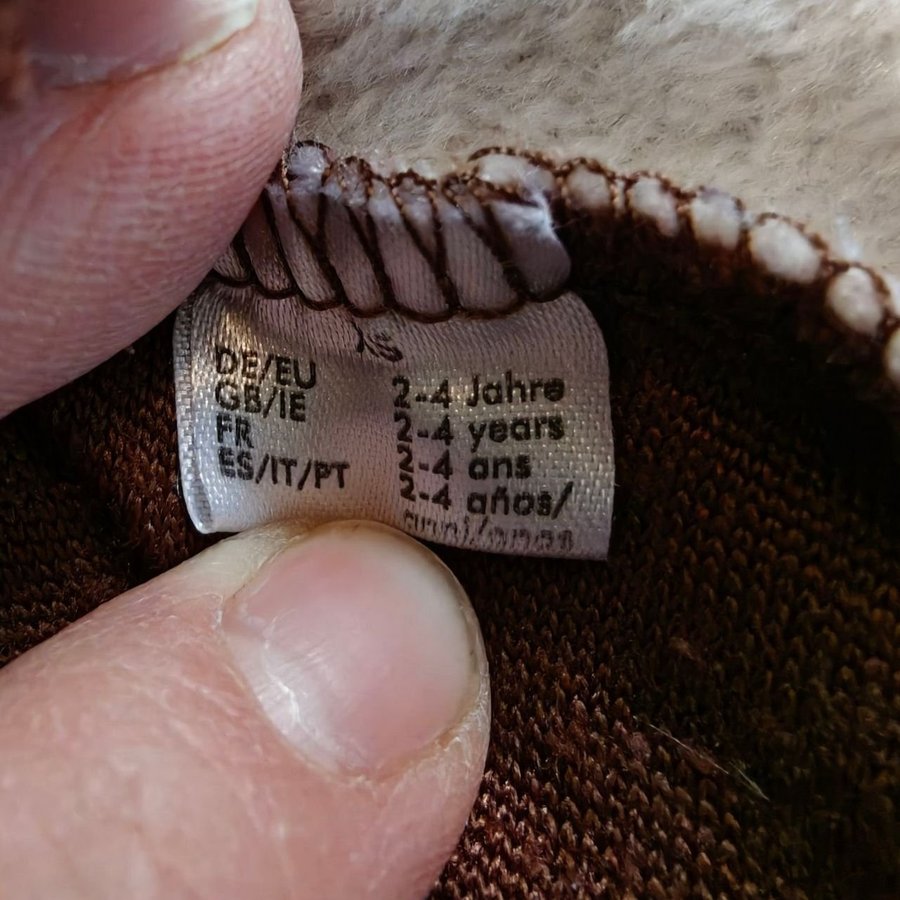 XS
DE/EU 2-4 Jahre
GB/IE 2-4 years
FR 2-4 ans
ES/IT/PT 2-4 años/